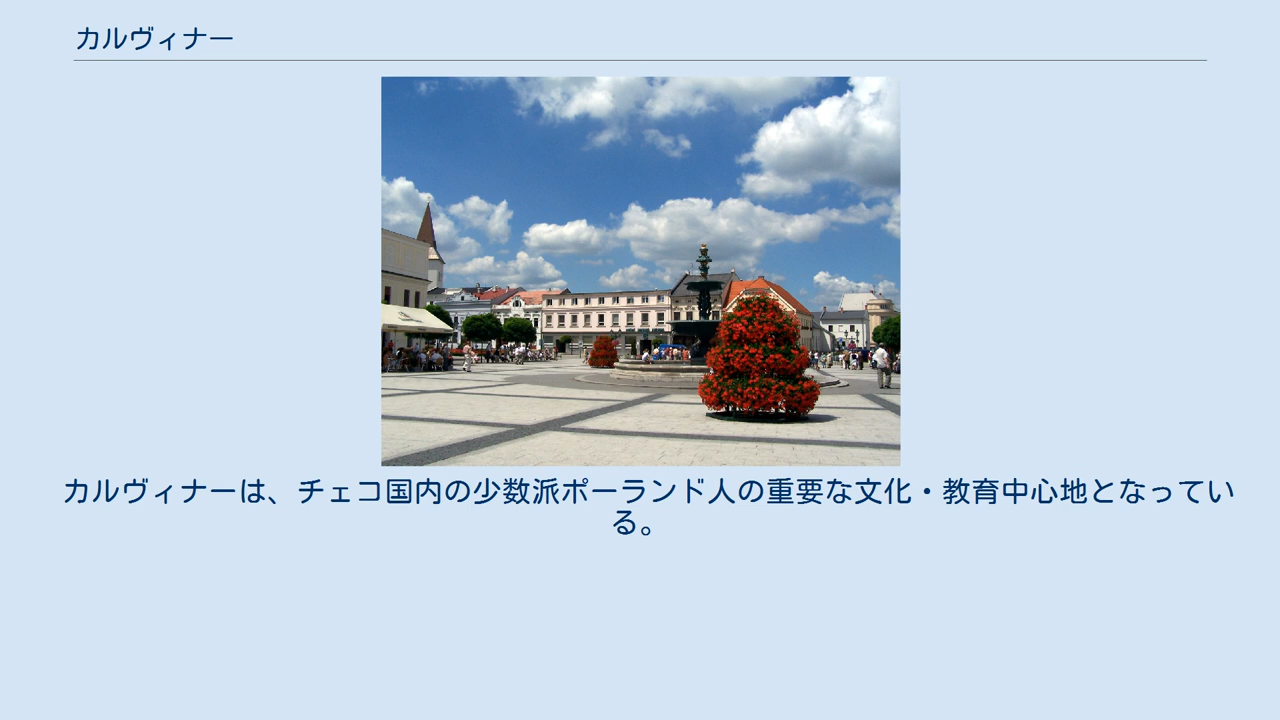 カルヴィナー
カルヴィナーは、チェコ国内の少数派ポーランド人の重要な文化・教育中心地となってい
る。